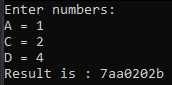 Enter numbers:
A = 1
C = 2
D = 4
Result is : 7aa0202b